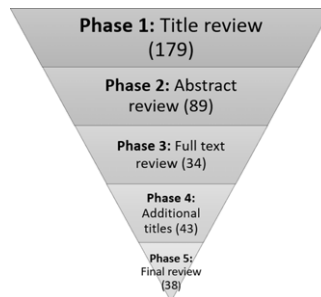 Phase 1: Title review
(179)
Phase 2: Abstract
review (89)
Phase 3: Full text
review (34)
Phase 4:
Additional
titles (43)
Phase 5:
Final review
(38)